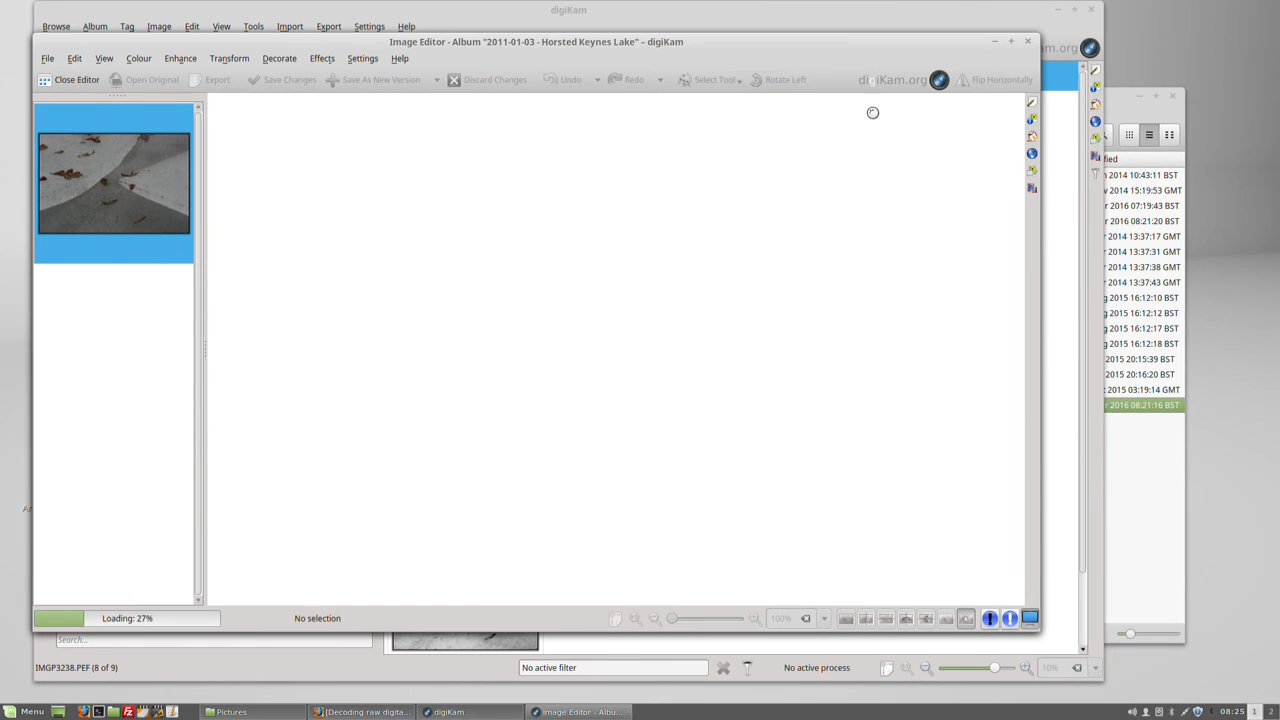 digiKam
Browse Album Tag Image Edit View Tools Import Export Settings Help
Image Editor - Album "2011-01-03 - Horsted Keynes Lake" – digiKam
File Edit View Colour Enhance Transform Decorate Effects Settings Help
Close Editor Open Original Export Save Changes Save As New Version Discard Changes Undo Redo Select Tool Rotate Left digiKam.org Flip Horizontally
am.org
fied
2014 10:43:11 BST
2014 15:19:53 GMT
2016 07:19:43 BST
2016 08:21:20 BST
2014 13:37:17 GMT
2014 13:37:31 GMT
2014 13:37:38 GMT
2014 13:37:43 GMT
2015 16:12:10 BST
2015 16:12:12 BST
2015 16:12:17 BST
2015 16:12:18 BST
2015 20:15:39 BST
2015 20:16:20 BST
2015 03:19:14 GMT
2016 08:21:16 BST
Loading: 27% No selection 100%
Search...
IMGP3238.PEF (8 of 9) No active filter No active process 10%
Menu Pictures [Decoding raw digita... digiKam Image Editor - Albu... 08:25 1 2